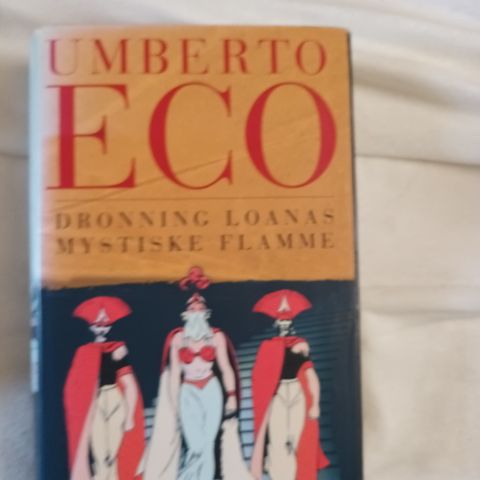 UMBERTO
ECO
DRONNING LOANAS
MYSTISKE FLAMME